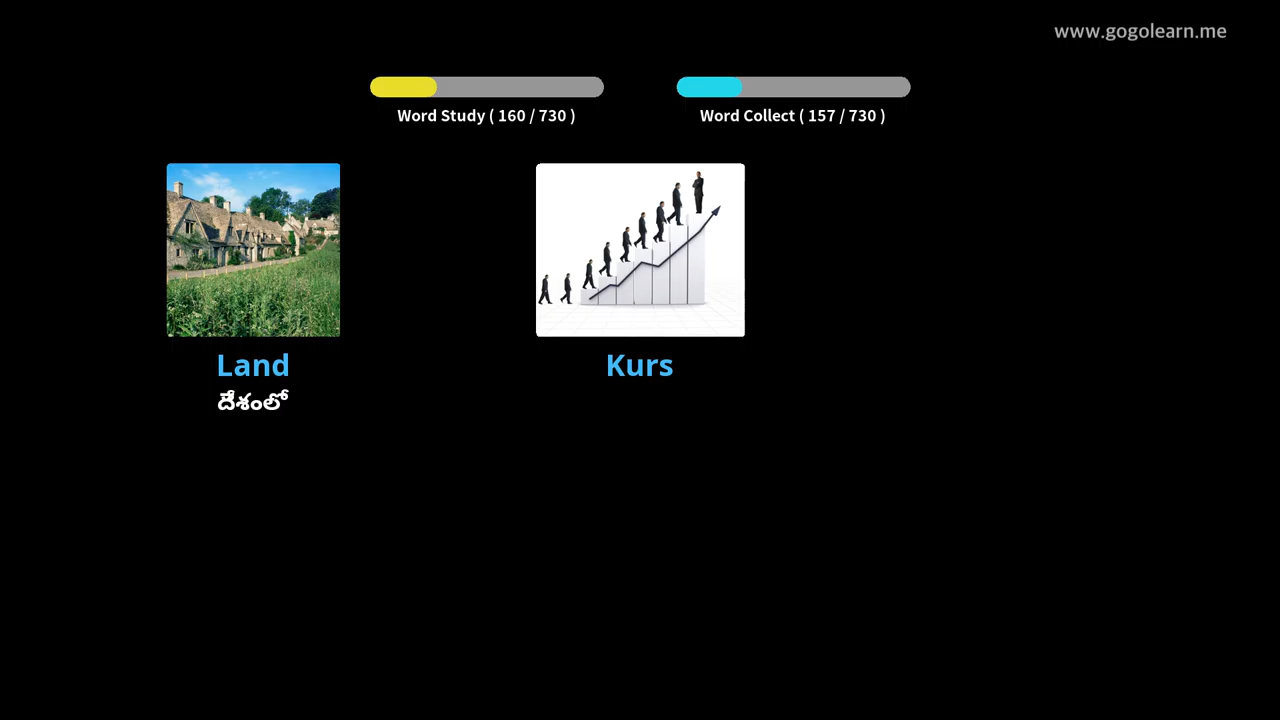 www.gogolearn.me
Word Study ( 160 / 730 )
Word Collect ( 157 / 730 )
Land
దేశంలో
Kurs